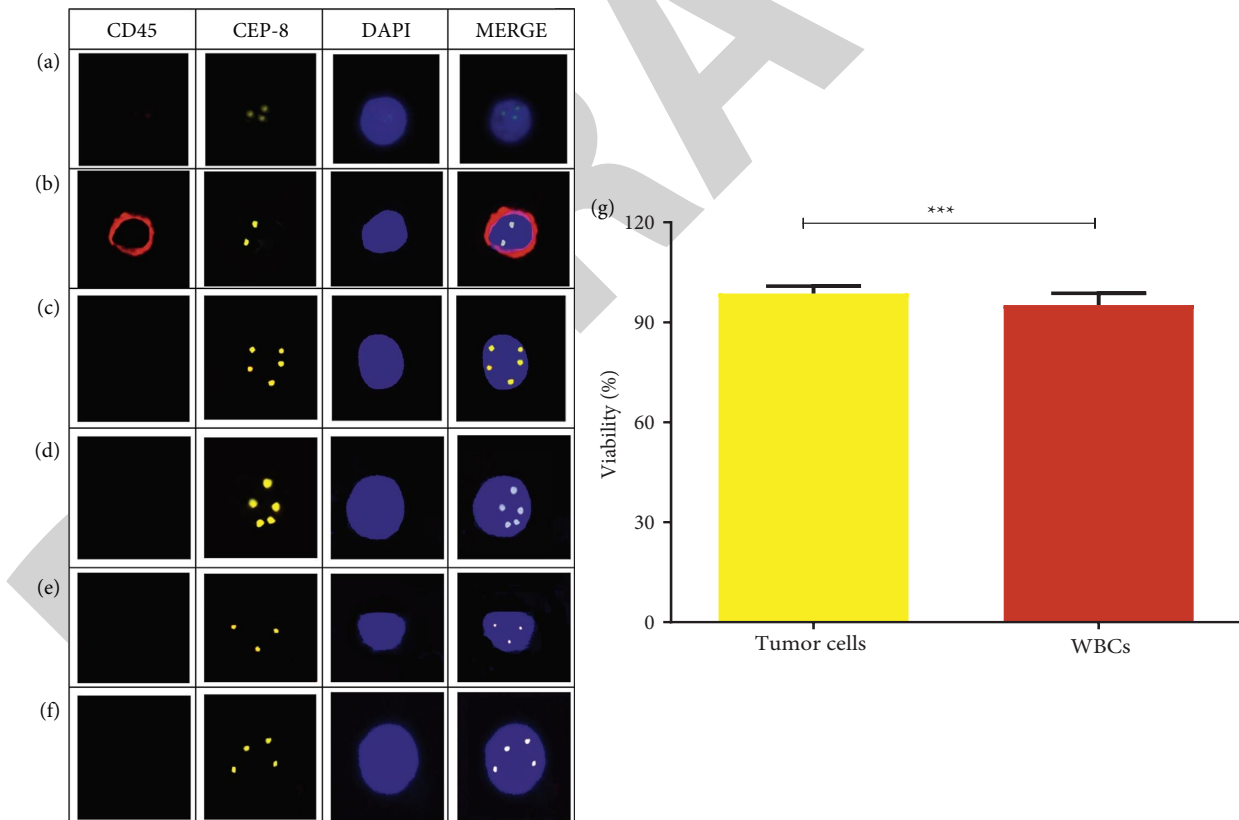 CD45 CEP-8 DAPI MERGE
(a)
(b)
(c)
(d)
(e)
(f)
(g)
***
120
90
60
30
0
Viability (%)
Tumor cells WBCs